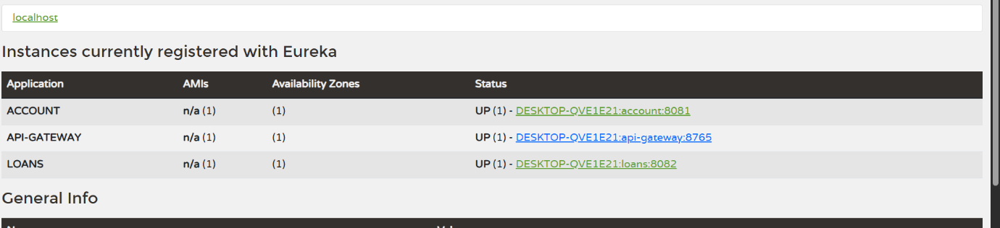 localhost
Instances currently registered with Eureka
Application AMIs Availability Zones Status
ACCOUNT n/a (1) (1) UP (1) - DESKTOP-QVE1E21:account:8081
API-GATEWAY n/a (1) (1) UP (1) - DESKTOP-QVE1E21:api-gateway:8765
LOANS n/a (1) (1) UP (1) - DESKTOP-QVE1E21:loans:8082
General Info